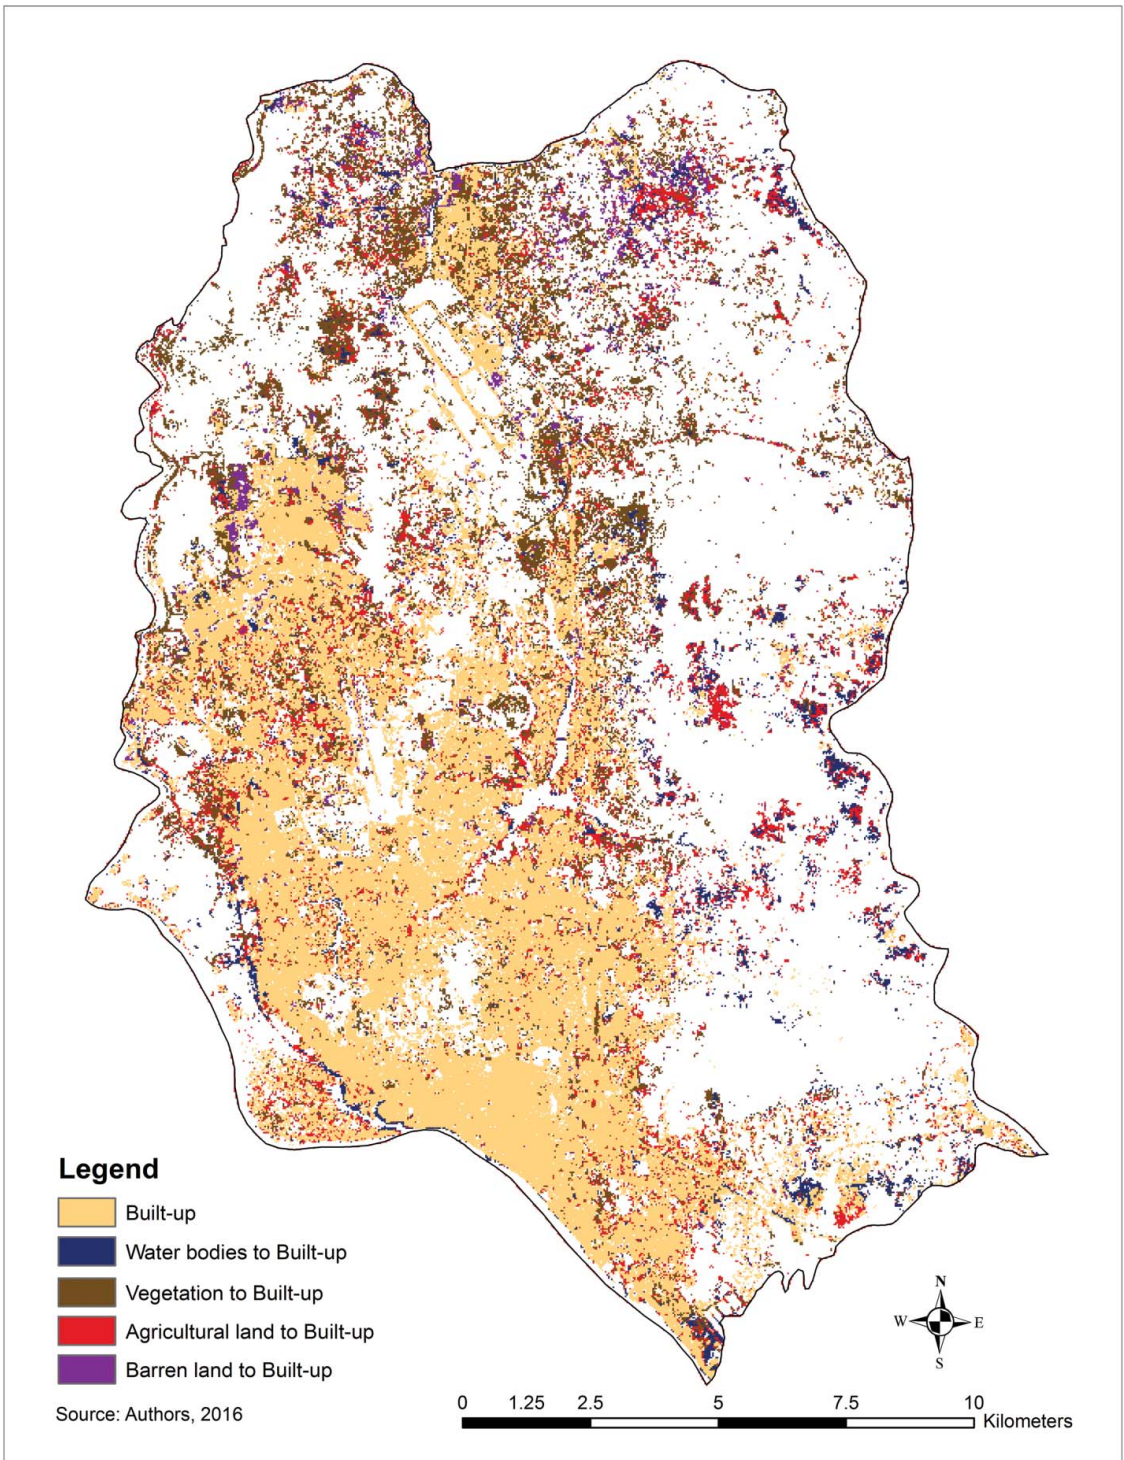 Legend
Built-up
Water bodies to Built-up
Vegetation to Built-up
Agricultural land to Built-up
Barren land to Built-up
Source: Authors, 2016
N
W E
S
0 1.25 2.5 5 7.5 10
Kilometers